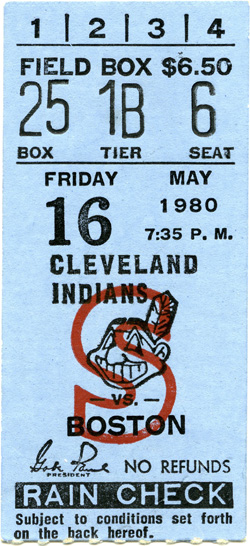 1 | 2 | 3 | 4
FIELD BOX $6.50
25 1B 6
BOX TIER SEAT
FRIDAY MAY
16 1980
7:35 P. M.
CLEVELAND
INDIANS
S
— VS. —
BOSTON
Gabe Paul
PRESIDENT
NO REFUNDS
RAIN CHECK
Subject to conditions set forth
on the back hereof.